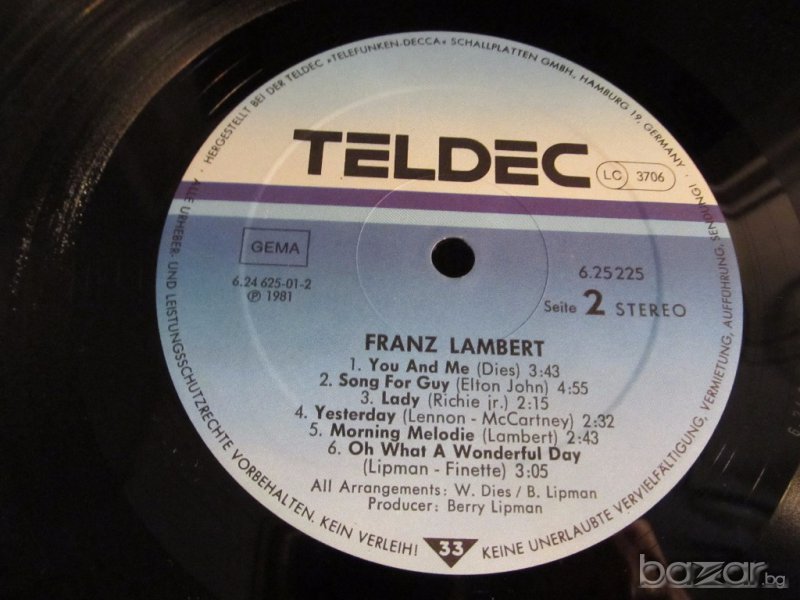 HERGESTELLT BEI DER TELDEC »TELEFUNKEN-DECCA« SCHALLPLATTEN GMBH., HAMBURG 19, GERMANY ·
TELDEC
LC 3706
GEMA
6.24 625-01-2
℗ 1981
6.25 225
Seite 2 STEREO
FRANZ LAMBERT
1. You And Me (Dies) 3:43
2. Song For Guy (Elton John) 4:55
3. Lady (Richie jr.) 2:15
4. Yesterday (Lennon - McCartney) 2:32
5. Morning Melodie (Lambert) 2:43
6. Oh What A Wonderful Day
(Lipman - Finette) 3:05
All Arrangements: W. Dies / B. Lipman
Producer: Berry Lipman
ALLE URHEBER- UND LEISTUNGSSCHUTZRECHTE VORBEHALTEN. KEIN VERLEIH!
33
KEINE UNERLAUBTE VERVIELFÄLTIGUNG, VERMIETUNG, AUFFÜHRUNG, SENDUNG!
bazar.bg